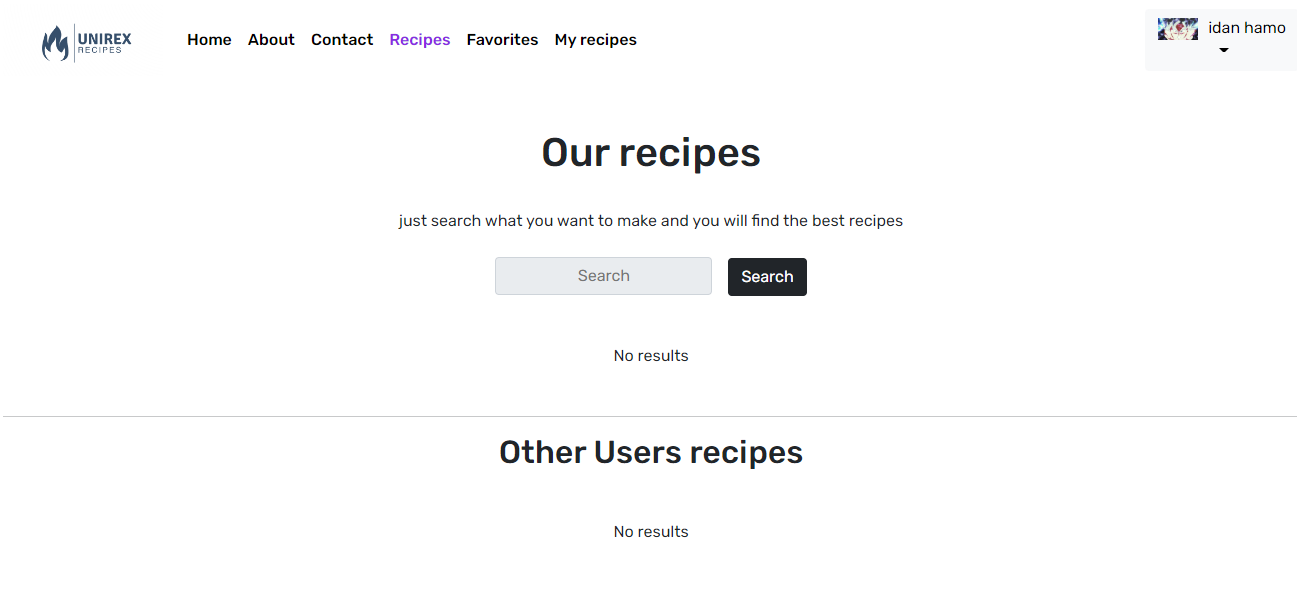 UNIREX
RECIPES
Home About Contact Recipes Favorites My recipes
idan hamo
Our recipes
just search what you want to make and you will find the best recipes
Search Search
No results
Other Users recipes
No results